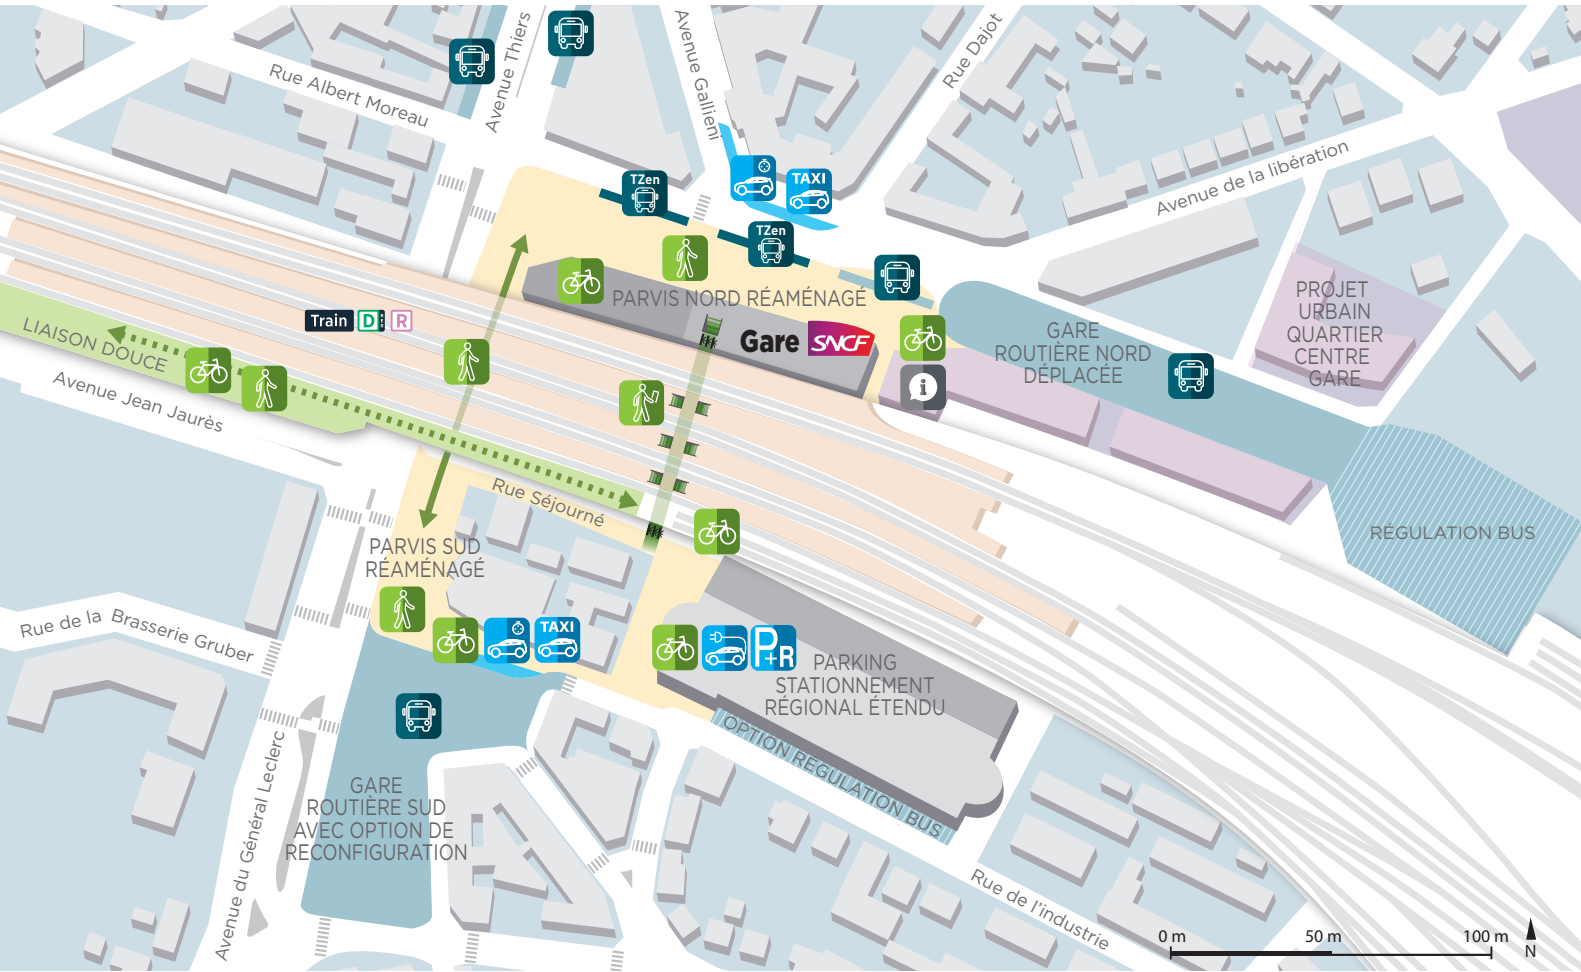 Avenue Thiers
Avenue Gallieni
Rue Dajot
Rue Albert Moreau
TZen
TAXI
TZen
Avenue de la libération
PARVIS NORD RÉAMÉNAGÉ
Train D R
Gare SNCF
i
GARE
ROUTIÈRE NORD
DÉPLACÉE
PROJET
URBAIN
QUARTIER
CENTRE
GARE
LIAISON DOUCE
Avenue Jean Jaurès
Rue Séjourné
RÉGULATION BUS
PARVIS SUD
RÉAMÉNAGÉ
Rue de la Brasserie Gruber
TAXI
P+R
PARKING
STATIONNEMENT
RÉGIONAL ÉTENDU
OPTION RÉGULATION BUS
GARE
ROUTIÈRE SUD
AVEC OPTION DE
RECONFIGURATION
Avenue du Général Leclerc
Rue de l'industrie
0 m 50 m 100 m
N